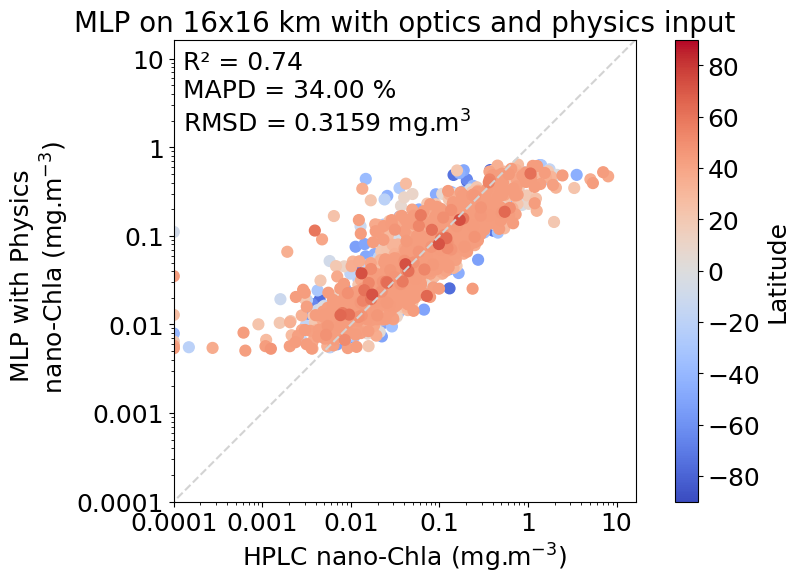 MLP on 16x16 km with optics and physics input
R² = 0.74
MAPD = 34.00 %
RMSD = 0.3159 mg.m³
10
1
0.1
0.01
0.001
0.0001
MLP with Physics
nano-Chla (mg.m⁻³)
0.0001 0.001 0.01 0.1 1 10
HPLC nano-Chla (mg.m⁻³)
80
60
40
20
0
−20
−40
−60
−80
Latitude